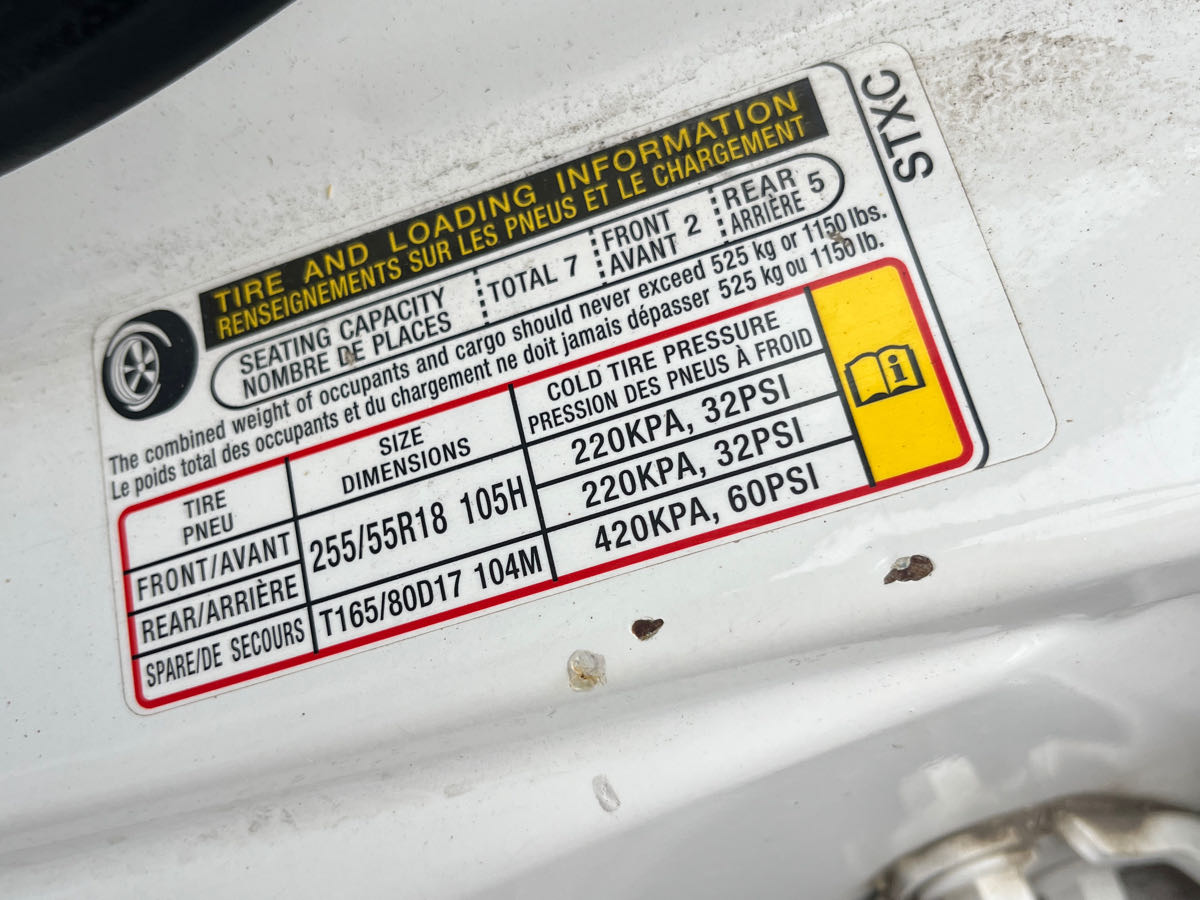 STXC
TIRE AND LOADING INFORMATION
RENSEIGNEMENTS SUR LES PNEUS ET LE CHARGEMENT
SEATING CAPACITY
NOMBRE DE PLACES
TOTAL 7
FRONT
AVANT 2
REAR
ARRIÈRE 5
The combined weight of occupants and cargo should never exceed 525 kg or 1150 lbs.
Le poids total des occupants et du chargement ne doit jamais dépasser 525 kg ou 1150 lb.
TIRE
PNEU
SIZE
DIMENSIONS
COLD TIRE PRESSURE
PRESSION DES PNEUS À FROID
FRONT/AVANT
255/55R18 105H
220KPA, 32PSI
REAR/ARRIÈRE
220KPA, 32PSI
SPARE/DE SECOURS
T165/80D17 104M
420KPA, 60PSI